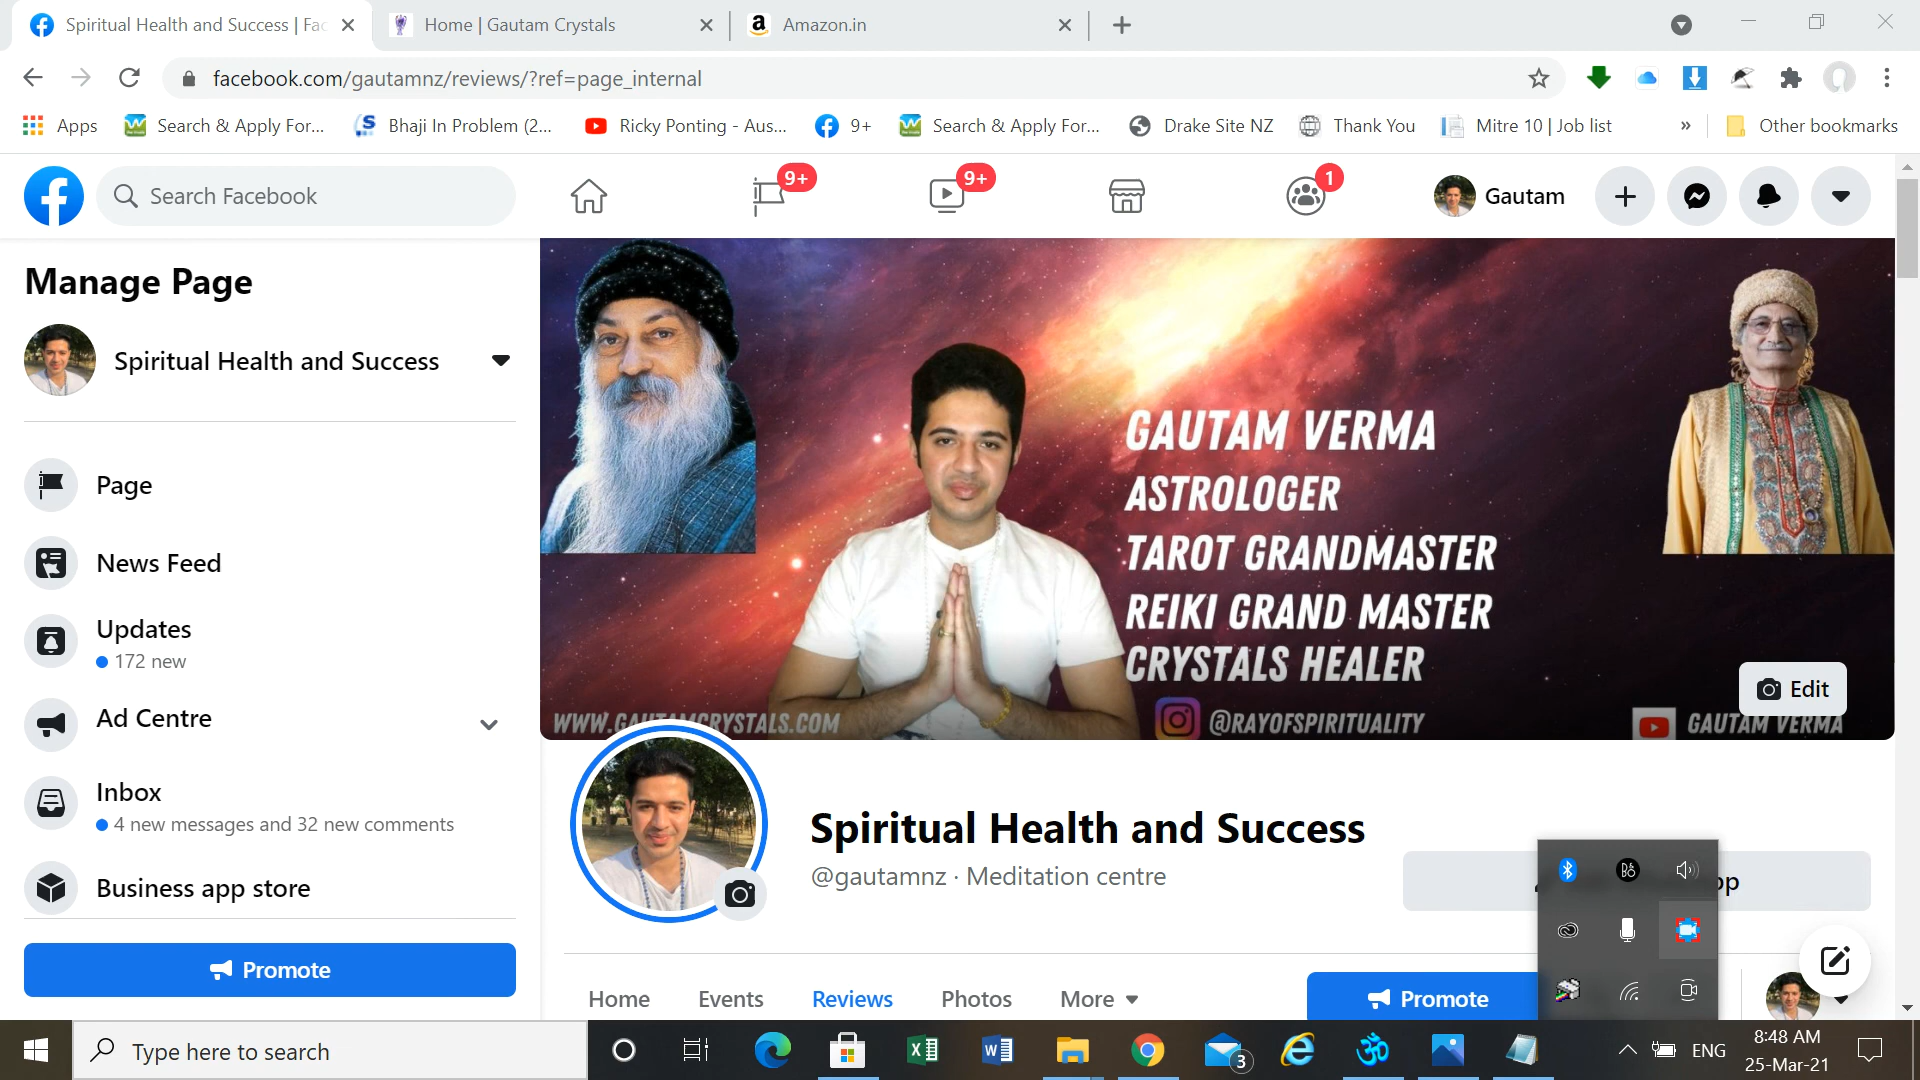 Spiritual Health and Success | Fac
Home | Gautam Crystals
Amazon.in
facebook.com/gautamnz/reviews/?ref=page_internal
Apps
Search & Apply For...
Bhaji In Problem (2...
Ricky Ponting - Aus...
9+
Search & Apply For...
Drake Site NZ
Thank You
Mitre 10 | Job list
»
Other bookmarks
Search Facebook
9+
9+
1
Gautam
Manage Page
Spiritual Health and Success
Page
News Feed
Updates
172 new
Ad Centre
Inbox
4 new messages and 32 new comments
Business app store
Promote
GAUTAM VERMA
ASTROLOGER
TAROT GRANDMASTER
REIKI GRAND MASTER
CRYSTALS HEALER
Edit
WWW.GAUTAMCRYSTALS.COM
@RAYOFSPIRITUALITY
GAUTAM VERMA
Spiritual Health and Success
@gautamnz · Meditation centre
Home
Events
Reviews
Photos
More
Promote
Type here to search
3
ENG
8:48 AM
25-Mar-21